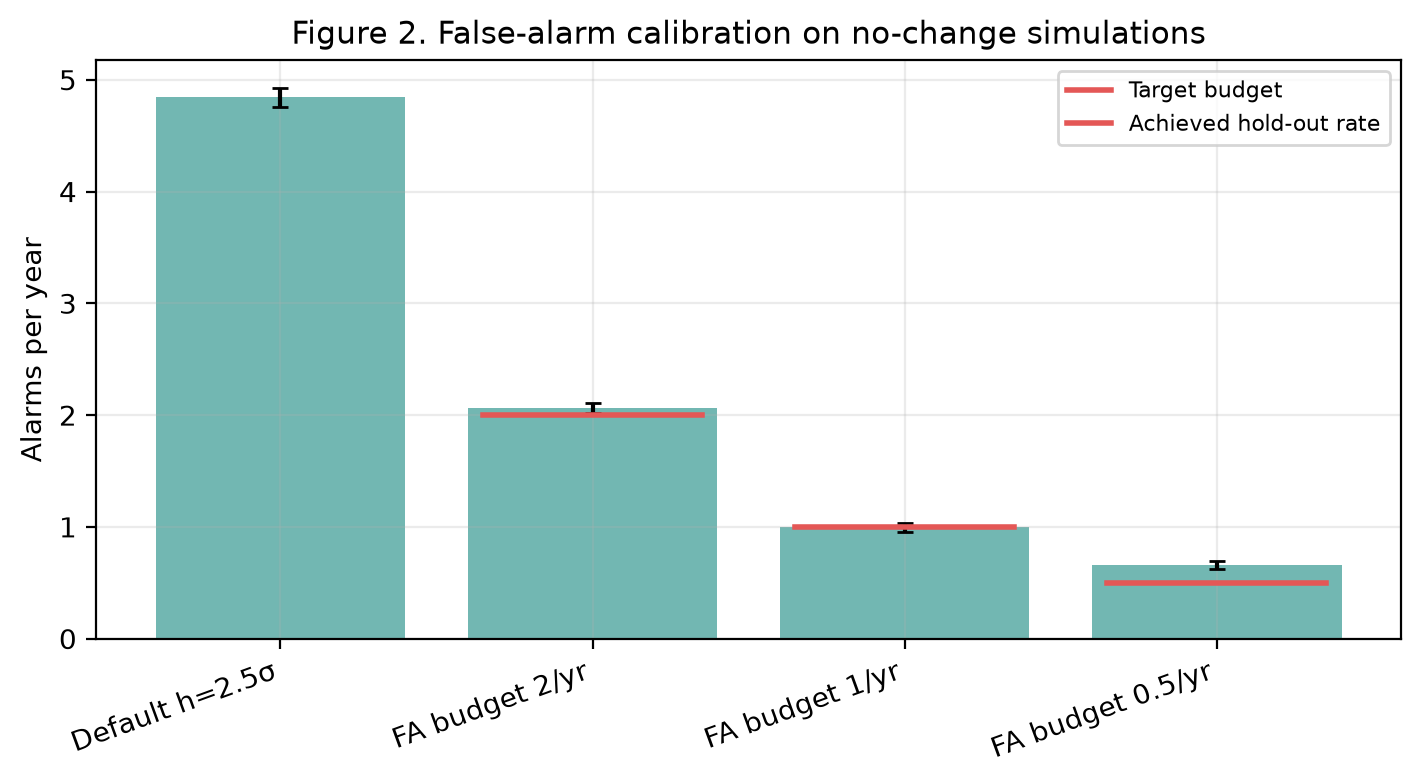 Figure 2. False-alarm calibration on no-change simulations
Target budget
Achieved hold-out rate
Alarms per year
5
4
3
2
1
0
Default h=2.5σ
FA budget 2/yr
FA budget 1/yr
FA budget 0.5/yr